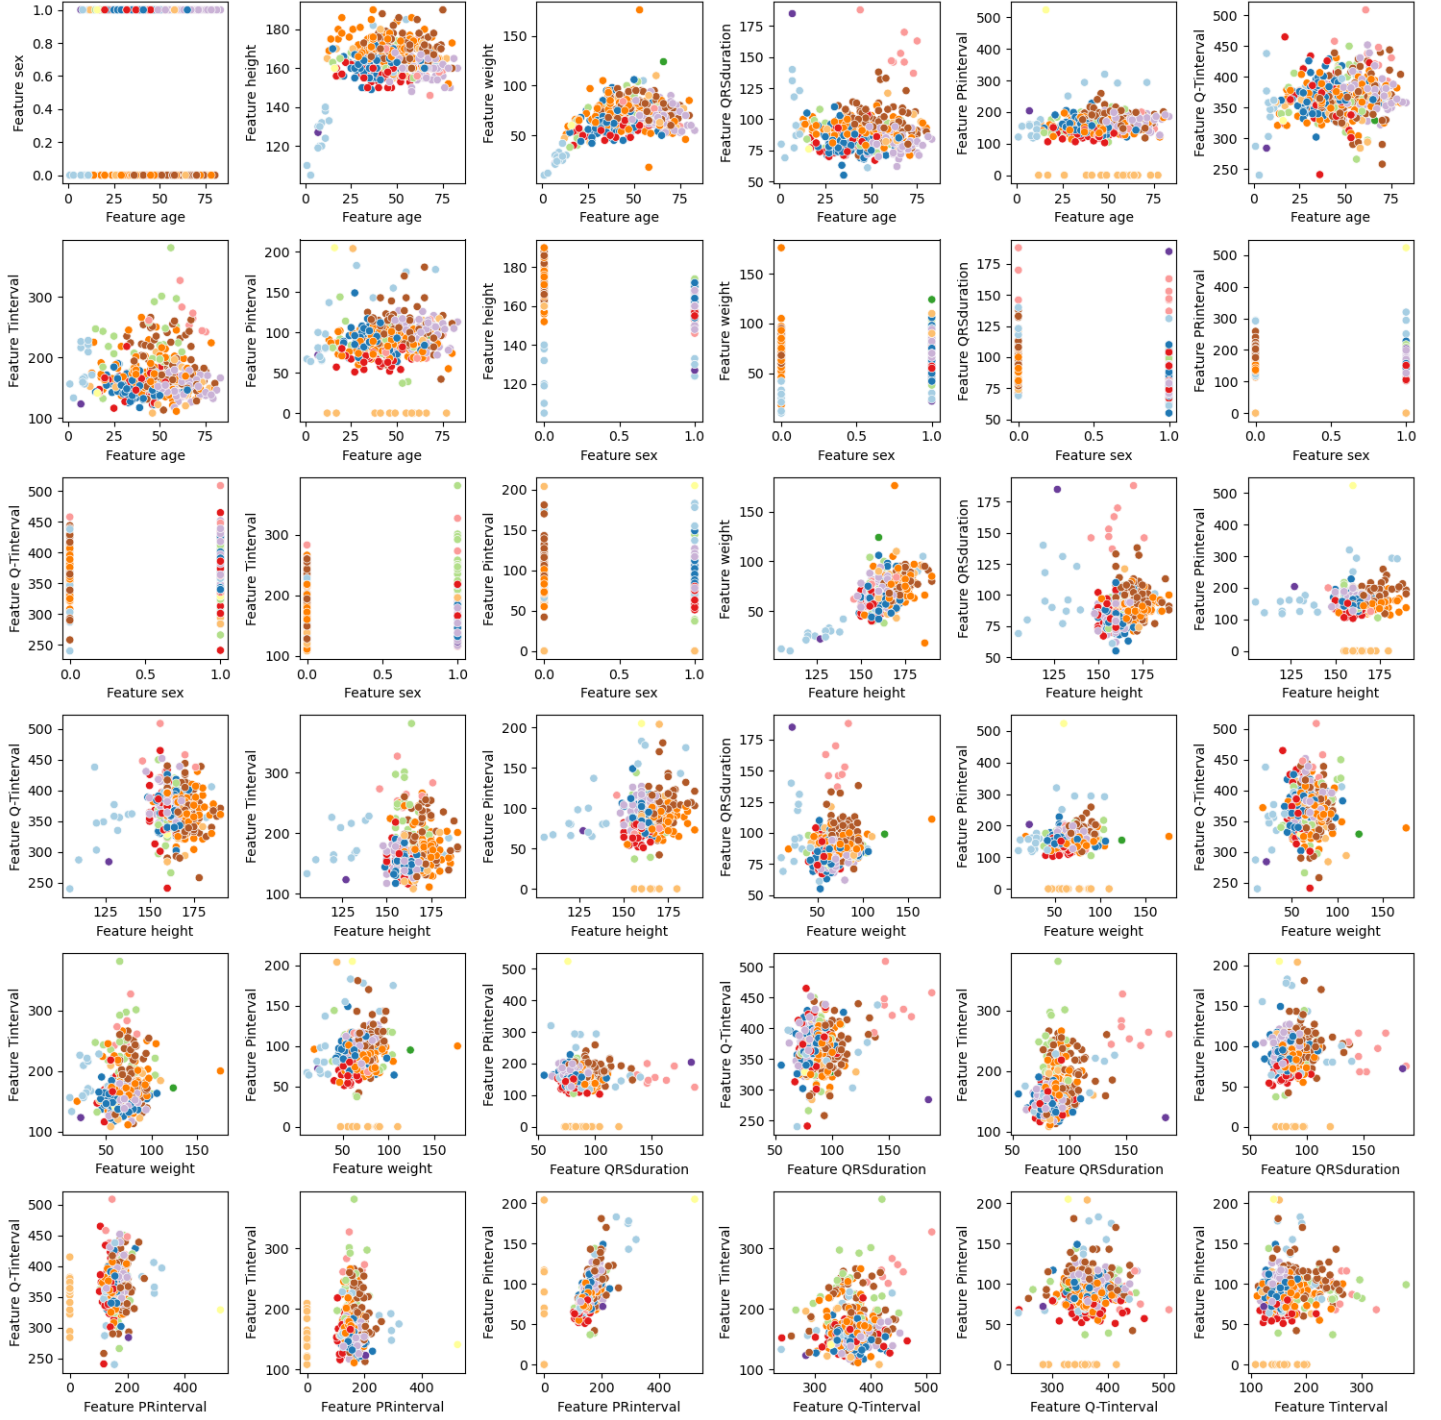 Feature sex
1.0
0.8
0.6
0.4
0.2
0.0
0 25 50 75
Feature age
Feature height
180
160
140
120
0 25 50 75
Feature age
Feature weight
150
100
50
0 25 50 75
Feature age
Feature QRSduration
175
150
125
100
75
50
0 25 50 75
Feature age
Feature PRinterval
500
400
300
200
100
0
0 25 50 75
Feature age
Feature Q-Tinterval
500
450
400
350
300
250
0 25 50 75
Feature age
Feature Tinterval
300
200
100
0 25 50 75
Feature age
Feature Pinterval
200
150
100
50
0
0 25 50 75
Feature age
Feature height
180
160
140
120
0.0 0.5 1.0
Feature sex
Feature weight
150
100
50
0.0 0.5 1.0
Feature sex
Feature QRSduration
175
150
125
100
75
50
0.0 0.5 1.0
Feature sex
Feature PRinterval
500
400
300
200
100
0
0.0 0.5 1.0
Feature sex
Feature Q-Tinterval
500
450
400
350
300
250
0.0 0.5 1.0
Feature sex
Feature Tinterval
300
200
100
0.0 0.5 1.0
Feature sex
Feature Pinterval
200
150
100
50
0
0.0 0.5 1.0
Feature sex
Feature weight
150
100
50
125 150 175
Feature height
Feature QRSduration
175
150
125
100
75
50
125 150 175
Feature height
Feature PRinterval
500
400
300
200
100
0
125 150 175
Feature height
Feature Q-Tinterval
500
450
400
350
300
250
125 150 175
Feature height
Feature Tinterval
300
200
100
125 150 175
Feature height
Feature Pinterval
200
150
100
50
0
125 150 175
Feature height
Feature QRSduration
175
150
125
100
75
50
50 100 150
Feature weight
Feature PRinterval
500
400
300
200
100
0
50 100 150
Feature weight
Feature Q-Tinterval
500
450
400
350
300
250
50 100 150
Feature weight
Feature Tinterval
300
200
100
50 100 150
Feature weight
Feature Pinterval
200
150
100
50
0
50 100 150
Feature weight
Feature PRinterval
500
400
300
200
100
0
50 100 150
Feature QRSduration
Feature Q-Tinterval
500
450
400
350
300
250
50 100 150
Feature QRSduration
Feature Tinterval
300
200
100
50 100 150
Feature QRSduration
Feature Pinterval
200
150
100
50
0
50 100 150
Feature QRSduration
Feature Q-Tinterval
500
450
400
350
300
250
0 200 400
Feature PRinterval
Feature Tinterval
300
200
100
0 200 400
Feature PRinterval
Feature Pinterval
200
150
100
50
0
0 200 400
Feature PRinterval
Feature Tinterval
300
200
100
300 400 500
Feature Q-Tinterval
Feature Pinterval
200
150
100
50
0
300 400 500
Feature Q-Tinterval
Feature Pinterval
200
150
100
50
0
100 200 300
Feature Tinterval